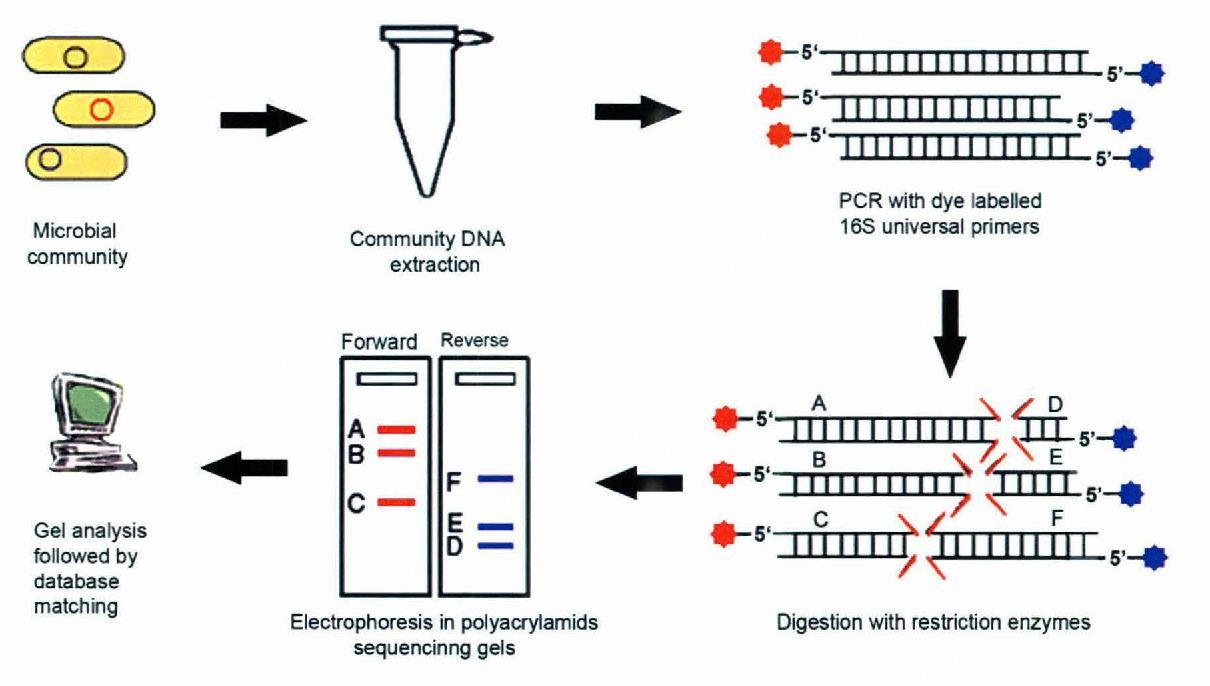 5‘
5’
5‘
5’
5‘
5’
Microbial
community
Community DNA
extraction
PCR with dye labelled
16S universal primers
Forward
Reverse
A
B
C
F
E
D
A
D
5‘
5’
B
E
5‘
5’
C
F
5‘
5’
Gel analysis
followed by
database
matching
Electrophoresis in polyacrylamids
sequencinng gels
Digestion with restriction enzymes